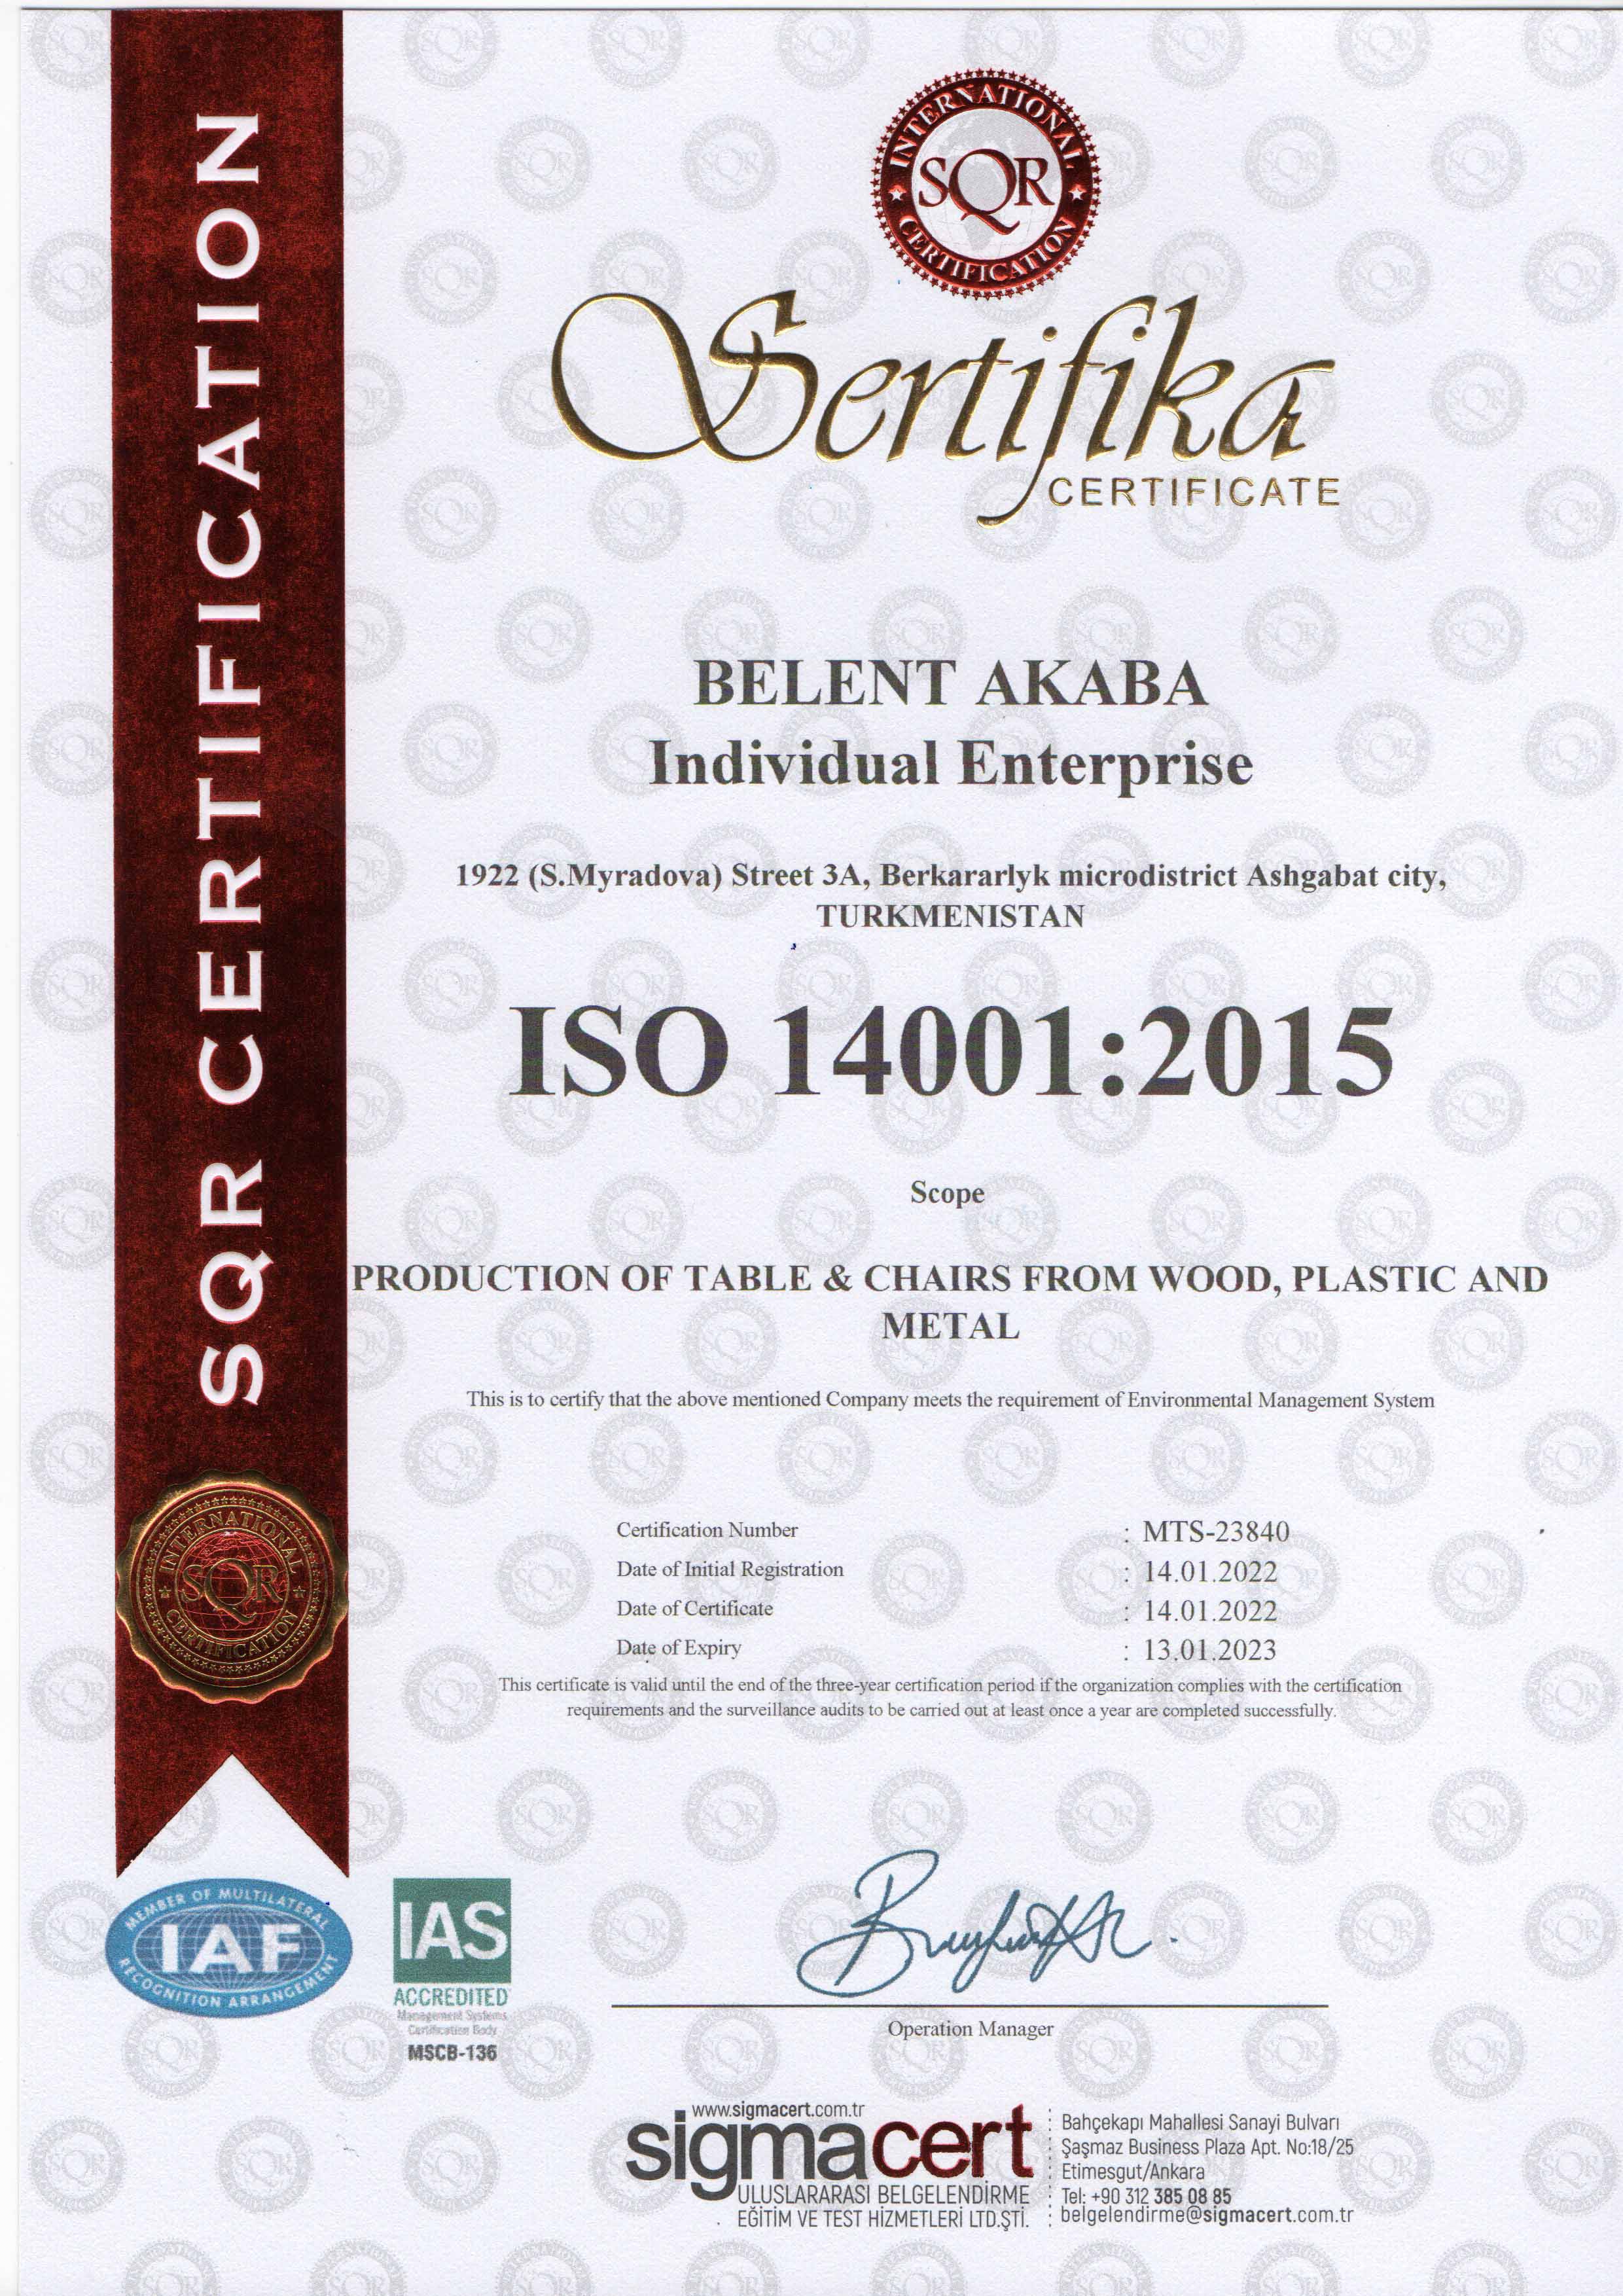 SQR CERTIFICATION
INTERNATIONAL
SQR
CERTIFICATION
Sertifika
CERTIFICATE
BELENT AKABA
Individual Enterprise
1922 (S.Myradova) Street 3A, Berkararlyk microdistrict Ashgabat city,
TURKMENISTAN
ISO 14001:2015
Scope
PRODUCTION OF TABLE & CHAIRS FROM WOOD, PLASTIC AND
METAL
This is to certify that the above mentioned Company meets the requirement of Environmental Management System
Certification Number : MTS-23840
Date of Initial Registration : 14.01.2022
Date of Certificate : 14.01.2022
Date of Expiry : 13.01.2023
This certificate is valid until the end of the three-year certification period if the organization complies with the certification
requirements and the surveillance audits to be carried out at least once a year are completed successfully.
INTERNATIONAL
SQR
CERTIFICATION
MEMBER OF MULTILATERAL
IAF
RECOGNITION ARRANGEMENT
IAS
ACCREDITED
Management Systems
Certification Body
MSCB-136
Operation Manager
www.sigmacert.com.tr
sigmacert
ULUSLARARASI BELGELENDİRME
EĞİTİM VE TEST HİZMETLERİ LTD.ŞTİ.
Bahçekapı Mahallesi Sanayi Bulvarı
Şaşmaz Business Plaza Apt. No:18/25
Etimesgut/Ankara
Tel: +90 312 385 08 85
belgelendirme@sigmacert.com.tr